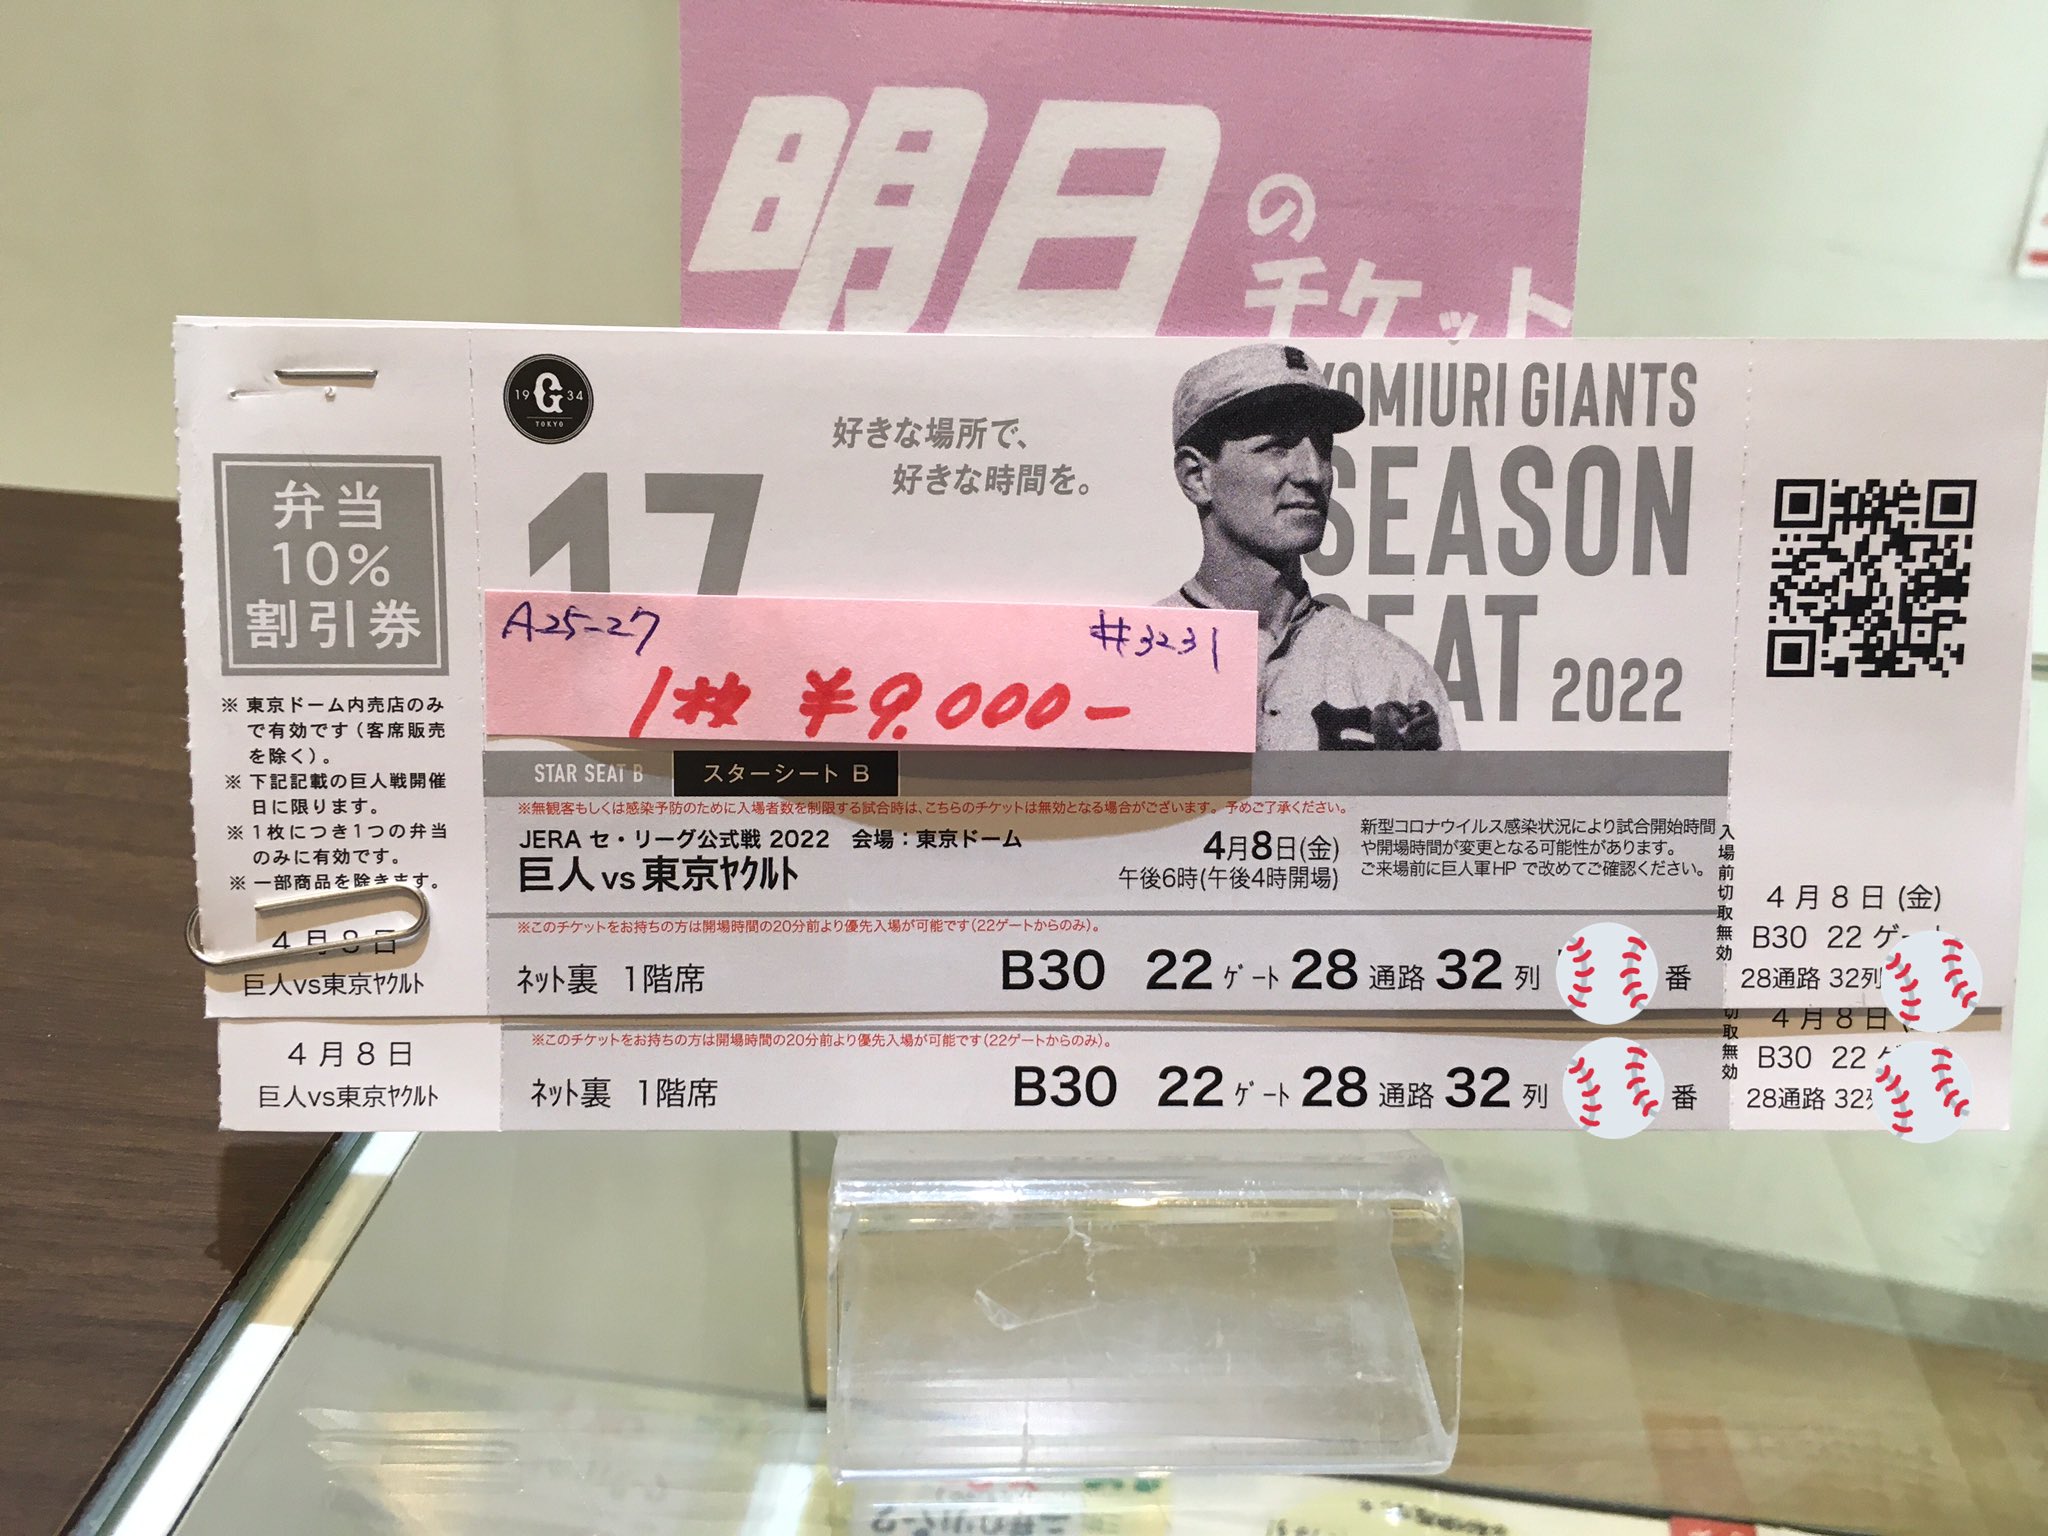 明日の
チケット
弁当
10%
割引券
※東京ドーム内売店のみ
で有効です(客席販売
を除く)。
※下記記載の巨人戦開催
日に限ります。
※1枚につき1つの弁当
のみに有効です。
※一部商品を除きます。
4月8日
巨人vs東京ﾔｸﾙﾄ
19 G 34
TOKYO
17
好きな場所で、
好きな時間を。
YOMIURI GIANTS
SEASON
SEAT 2022
A25-27 #3231
1枚 ¥9.000-
STAR SEAT B スターシート B
※無観客もしくは感染予防のために入場者数を制限する試合時は、こちらのチケットは無効となる場合がございます。予めご了承ください。
JERA セ・リーグ公式戦 2022 会場：東京ドーム
巨人 vs 東京ﾔｸﾙﾄ
4月8日(金)
午後6時(午後4時開場)
新型コロナウイルス感染状況により試合開始時間
や開場時間が変更となる可能性があります。
ご来場前に巨人軍HP で改めてご確認ください。
※このチケットをお持ちの方は開場時間の20分前より優先入場が可能です(22ゲートからのみ)。
ネット裏 1階席 B30 22 ｹﾞｰﾄ 28 通路 32 列 番
入場前切取無効
4月8日(金)
B30 22 ゲート
28通路 32列
4月8日
巨人vs東京ﾔｸﾙﾄ
※このチケットをお持ちの方は開場時間の20分前より優先入場が可能です(22ゲートからのみ)。
ネット裏 1階席 B30 22 ｹﾞｰﾄ 28 通路 32 列 番
切取無効
4月8日
B30 22
28通路 32